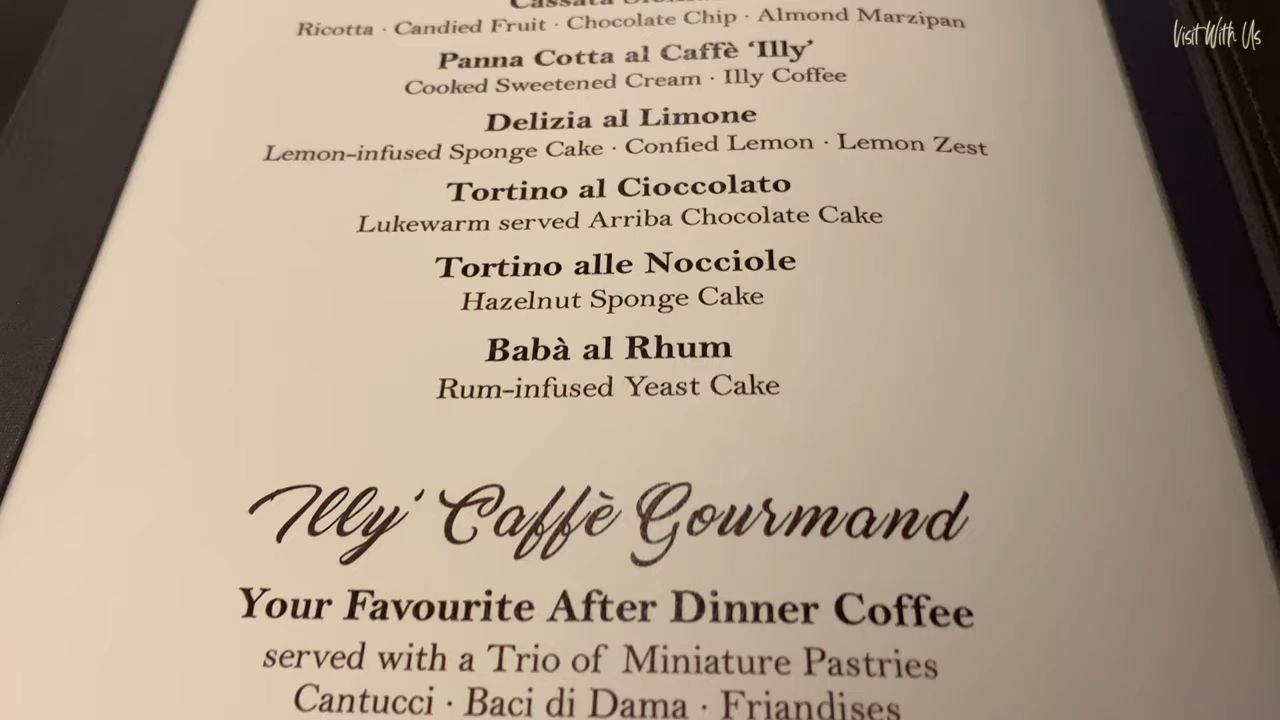 Visit With Us
Cassata
Ricotta · Candied Fruit · Chocolate Chip · Almond Marzipan
Panna Cotta al Caffè ‘Illy’
Cooked Sweetened Cream · Illy Coffee
Delizia al Limone
Lemon-infused Sponge Cake · Confied Lemon · Lemon Zest
Tortino al Cioccolato
Lukewarm served Arriba Chocolate Cake
Tortino alle Nocciole
Hazelnut Sponge Cake
Babà al Rhum
Rum-infused Yeast Cake
Illy' Caffè Gourmand
Your Favourite After Dinner Coffee
served with a Trio of Miniature Pastries
Cantucci · Baci di Dama · Friandises